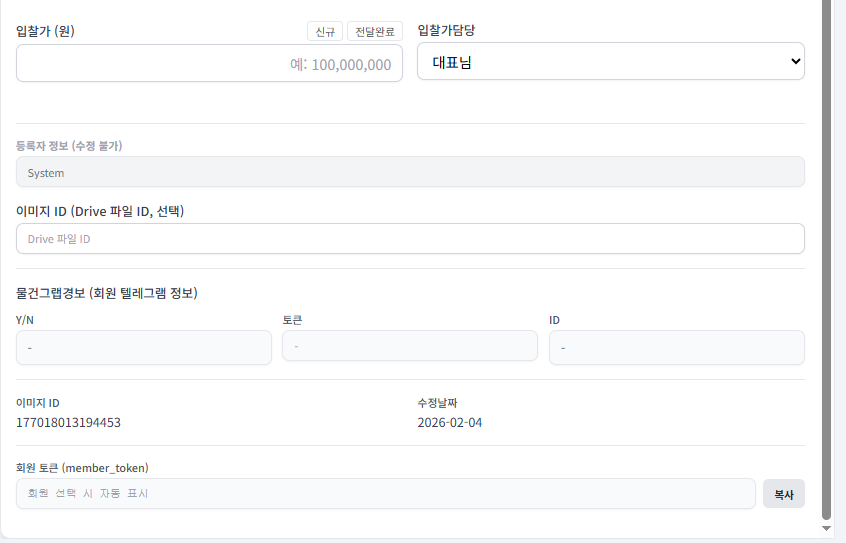 입찰가 (원) 신규 전달완료 입찰가담당
예: 100,000,000 대표님
등록자 정보 (수정 불가)
System
이미지 ID (Drive 파일 ID, 선택)
Drive 파일 ID
물건그랩경보 (회원 텔레그램 정보)
Y/N 토큰 ID
- - -
이미지 ID 수정날짜
177018013194453 2026-02-04
회원 토큰 (member_token)
회원 선택 시 자동 표시 복사